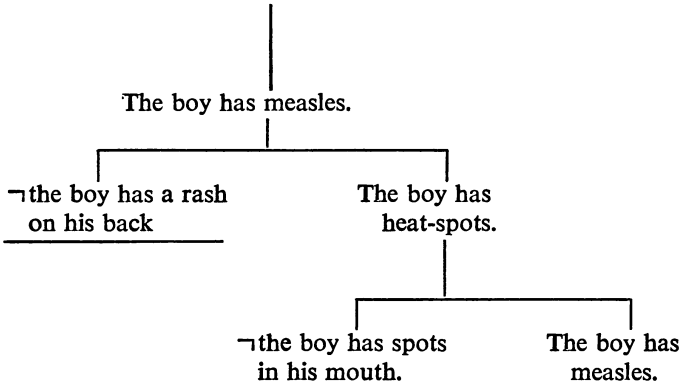 The boy has measles.
¬the boy has a rash
on his back
The boy has
heat-spots.
¬the boy has spots
in his mouth.
The boy has
measles.